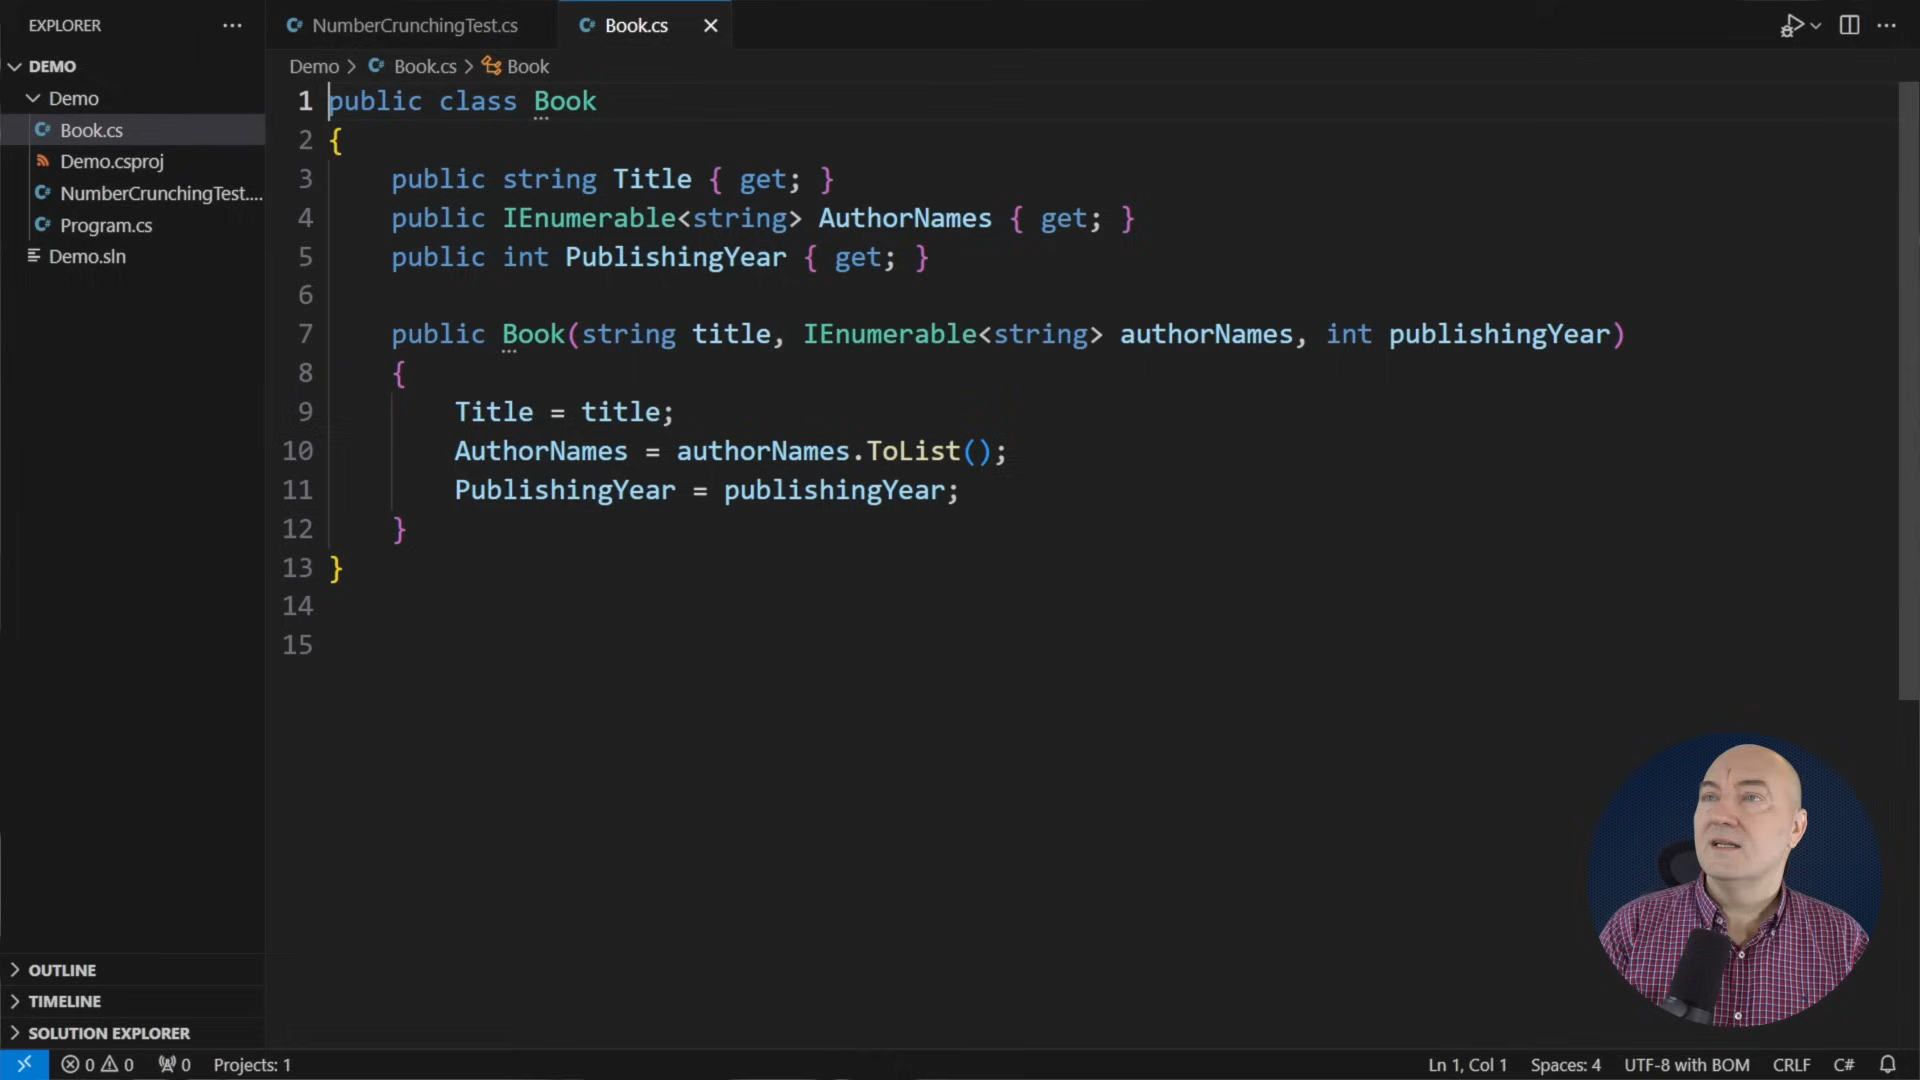 EXPLORER
NumberCrunchingTest.cs
Book.cs
DEMO
Demo
Book.cs
Demo.csproj
NumberCrunchingTest....
Program.cs
Demo.sln
Demo > Book.cs > Book
1 public class Book
2 {
3 public string Title { get; }
4 public IEnumerable<string> AuthorNames { get; }
5 public int PublishingYear { get; }
6
7 public Book(string title, IEnumerable<string> authorNames, int publishingYear)
8 {
9 Title = title;
10 AuthorNames = authorNames.ToList();
11 PublishingYear = publishingYear;
12 }
13 }
14
15
OUTLINE
TIMELINE
SOLUTION EXPLORER
0 0 0 Projects: 1 Ln 1, Col 1 Spaces: 4 UTF-8 with BOM CRLF C#